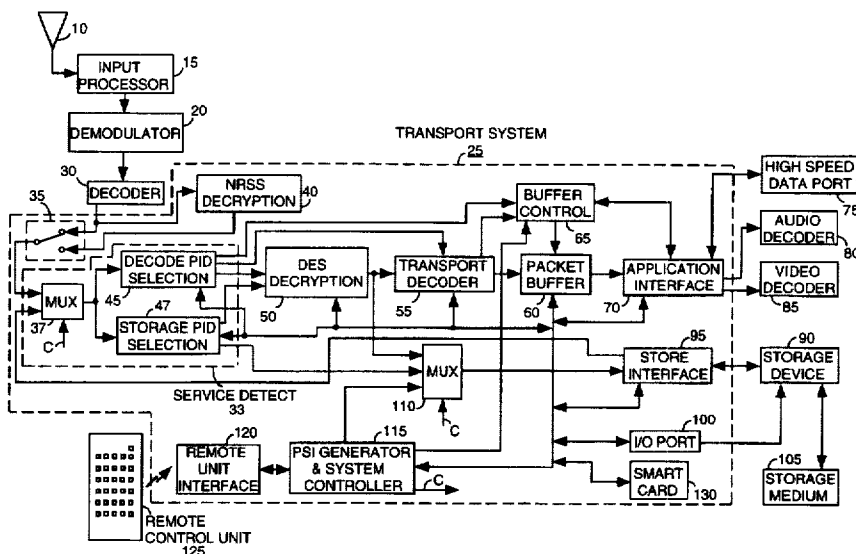 10
INPUT
PROCESSOR
15
20
DEMODULATOR
TRANSPORT SYSTEM
25
30
DECODER
35
NRSS
DECRYPTION
40
BUFFER
CONTROL
65
HIGH SPEED
DATA PORT
75
AUDIO
DECODER
80
DECODE PID
SELECTION
45
DES
DECRYPTION
50
TRANSPORT
DECODER
55
PACKET
BUFFER
60
APPLICATION
INTERFACE
70
VIDEO
DECODER
85
MUX
37
C
47
STORAGE PID
SELECTION
SERVICE DETECT
33
MUX
110
C
95
STORE
INTERFACE
90
STORAGE
DEVICE
100
I/O PORT
120
REMOTE
UNIT
INTERFACE
115
PSI GENERATOR
& SYSTEM
CONTROLLER
C
SMART
CARD
130
105
STORAGE
MEDIUM
REMOTE
CONTROL UNIT
125